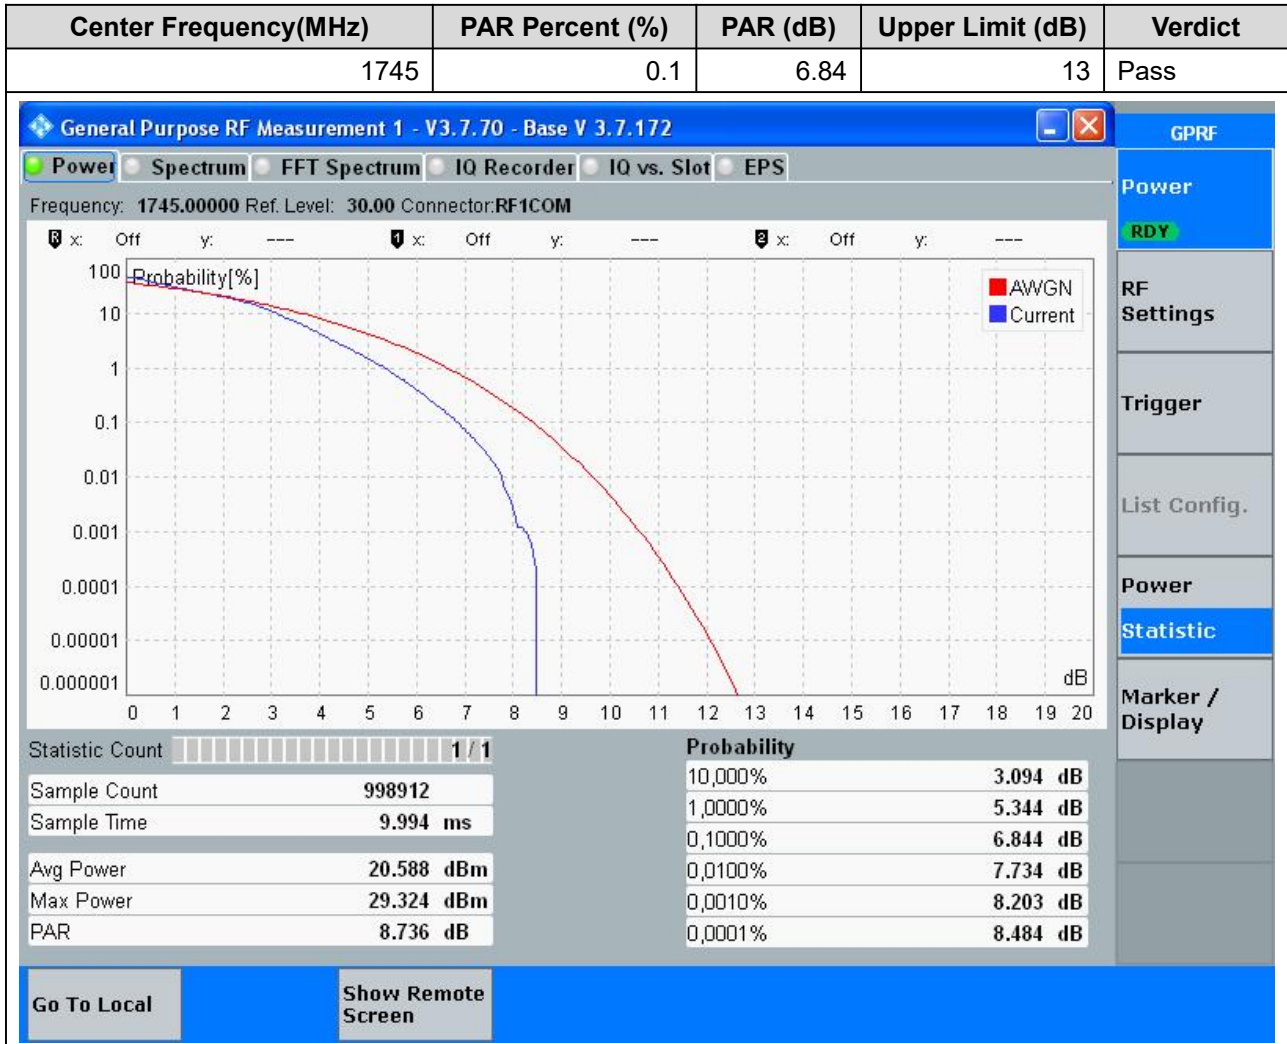 Center Frequency(MHz) PAR Percent (%) PAR (dB) Upper Limit (dB) Verdict
1745 0.1 6.84 13 Pass
General Purpose RF Measurement 1 - V3.7.70 - Base V 3.7.172
GPRF
Power Spectrum FFT Spectrum IQ Recorder IQ vs. Slot EPS
Frequency: 1745.00000 Ref. Level: 30.00 Connector:RF1COM
R x: Off y: --- 1 x: Off y: --- 2 x: Off y: ---
Probability[%]
AWGN
Current
100
10
1
0.1
0.01
0.001
0.0001
0.00001
0.000001
dB
0 1 2 3 4 5 6 7 8 9 10 11 12 13 14 15 16 17 18 19 20
Statistic Count 1 / 1
Sample Count 998912
Sample Time 9.994 ms
Avg Power 20.588 dBm
Max Power 29.324 dBm
PAR 8.736 dB
Probability
10,000% 3.094 dB
1,0000% 5.344 dB
0,1000% 6.844 dB
0,0100% 7.734 dB
0,0010% 8.203 dB
0,0001% 8.484 dB
Power
RDY
RF
Settings
Trigger
List Config.
Power
Statistic
Marker /
Display
Go To Local
Show Remote
Screen